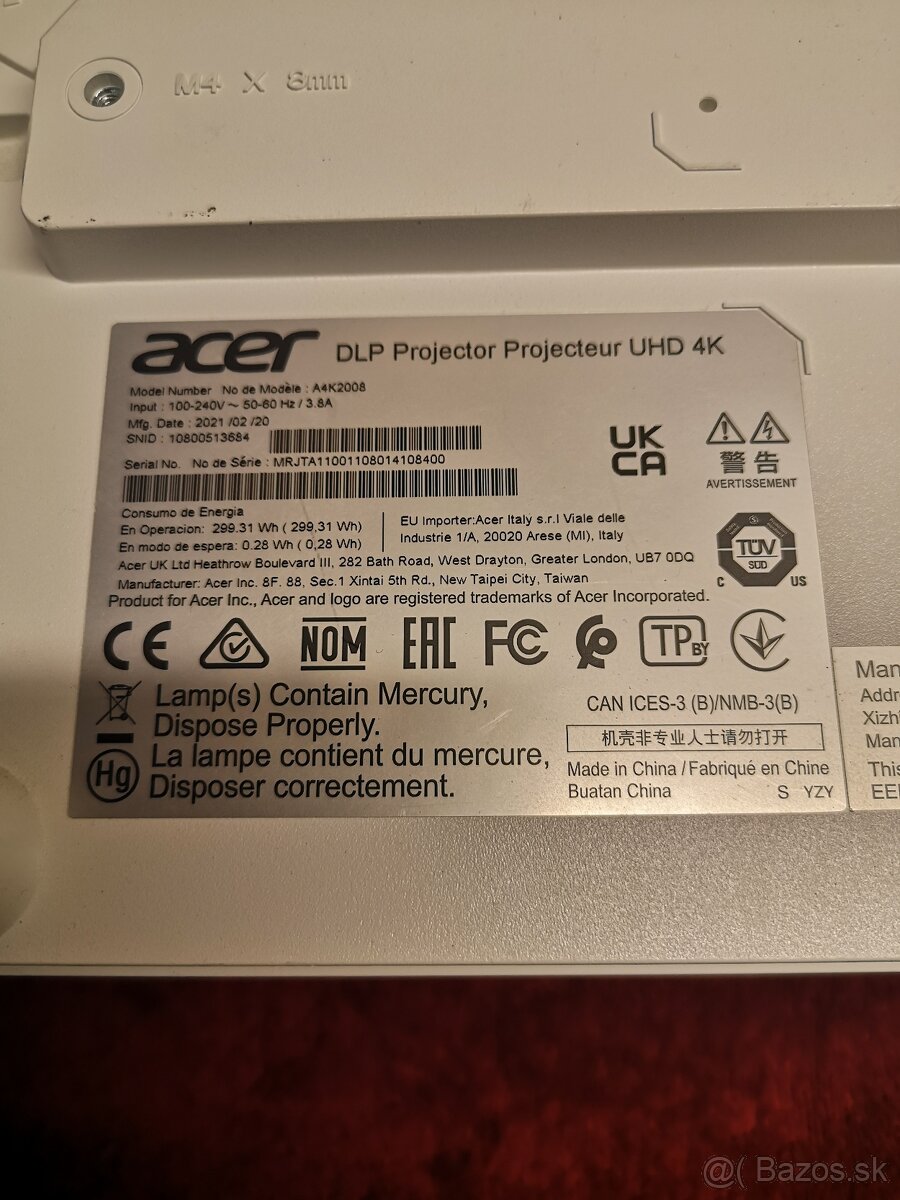 M4 X 8mm
acer DLP Projector Projecteur UHD 4K
Model Number No de Modèle : A4K2008
Input : 100-240V ~ 50-60 Hz / 3.8A
Mfg. Date : 2021 /02 /20
SNID : 10800513684
Serial No. No de Série : MRJTA11001108014108400
UK
CA
警告
AVERTISSEMENT
Consumo de Energia
En Operacion: 299.31 Wh ( 299,31 Wh)
En modo de espera: 0.28 Wh ( 0,28 Wh)
EU Importer:Acer Italy s.r.l Viale delle
Industrie 1/A, 20020 Arese (MI), Italy
TÜV
SÜD
C US
Acer UK Ltd Heathrow Boulevard III, 282 Bath Road, West Drayton, Greater London, UB7 0DQ
Manufacturer: Acer Inc. 8F. 88, Sec.1 Xintai 5th Rd., New Taipei City, Taiwan
Product for Acer Inc., Acer and logo are registered trademarks of Acer Incorporated.
CE NOM EAC FC TP BY
Lamp(s) Contain Mercury,
Dispose Properly.
Hg La lampe contient du mercure,
Disposer correctement.
CAN ICES-3 (B)/NMB-3(B)
机壳非专业人士请勿打开
Made in China / Fabriqué en Chine
Buatan China S YZY
Man
Addr
Xizh
Man
This
EEI
@( Bazos.sk